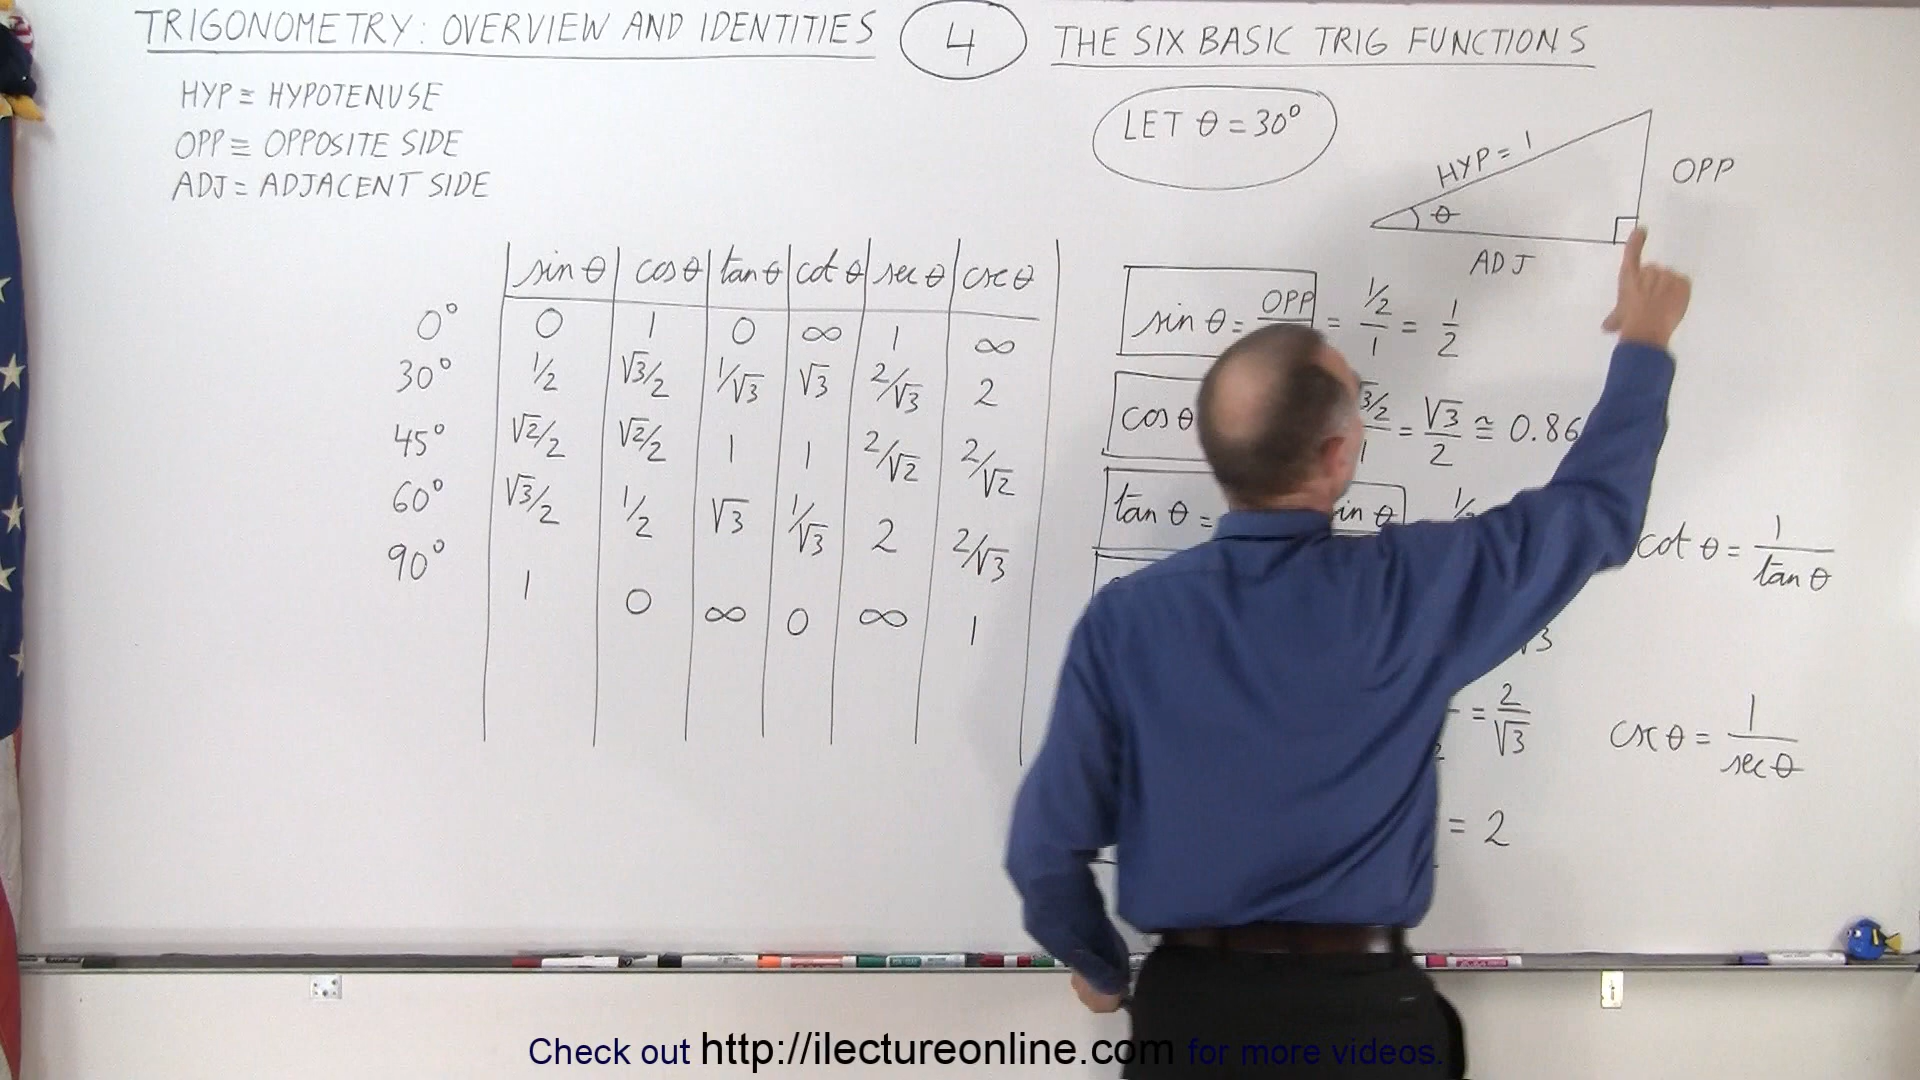 TRIGONOMETRY: OVERVIEW AND IDENTITIES
4
THE SIX BASIC TRIG FUNCTIONS
HYP ≅ HYPOTENUSE
OPP ≡ OPPOSITE SIDE
ADJ = ADJACENT SIDE
LET θ = 30°
HYP = 1
OPP
θ
ADJ
sin θ cos θ tan θ cot θ sec θ csc θ
0° 0 1 0 ∞ 1 ∞
30° 1/2 √3/2 1/√3 √3 2/√3 2
45° √2/2 √2/2 1 1 2/√2 2/√2
60° √3/2 1/2 √3 1/√3 2 2/√3
90° 1 0 ∞ 0 ∞ 1
sin θ = OPP = 1/2 / 1 = 1/2
cos θ 3/2 / 1 = √3/2 ≅ 0.86
tan θ = in θ 1/
cot θ = 1/tan θ
√3
= 2/√3
csc θ = 1/sec θ
= 2
Check out http://ilectureonline.com for more videos.